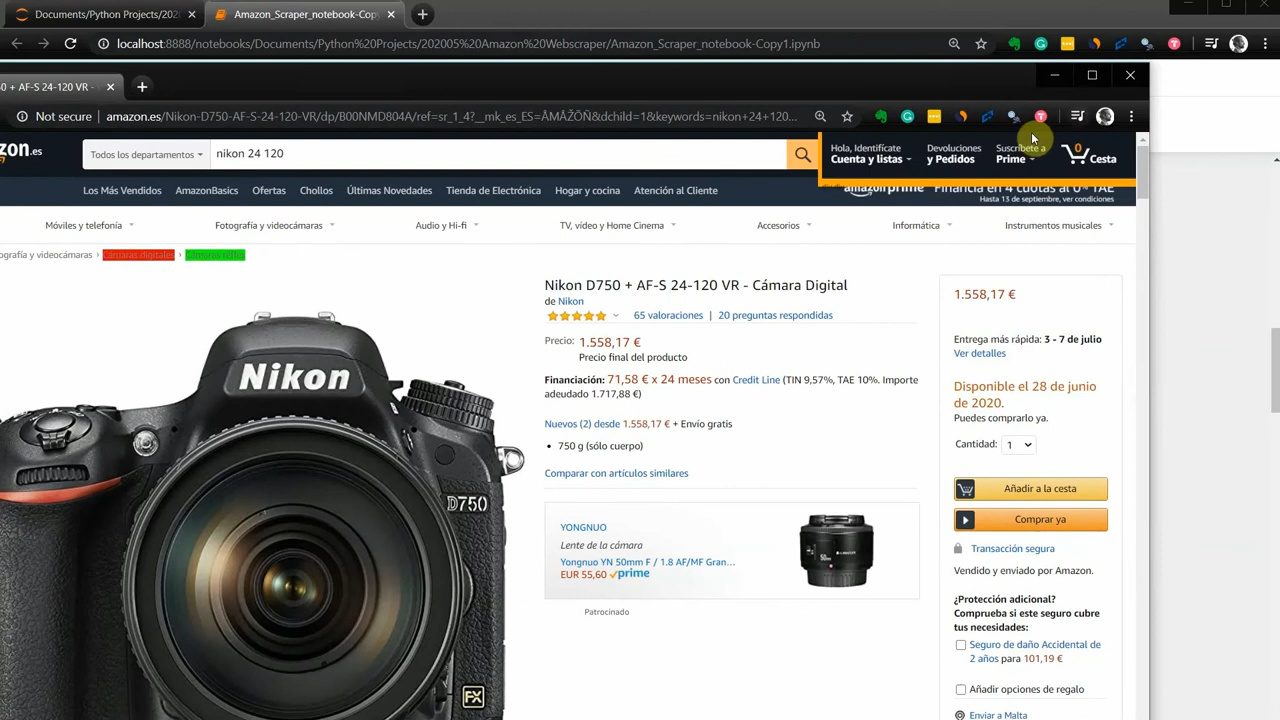 Documents/Python Projects/202
Amazon_Scraper_notebook-Cop
localhost:8888/notebooks/Documents/Python%20Projects/202005%20Amazon%20Webscraper/Amazon_Scraper_notebook-Copy1.ipynb
50 + AF-S 24-120 VR -
Not secure
amazon.es/Nikon-D750-AF-S-24-120-VR/dp/B00NMD804A/ref=sr_1_4?__mk_es_ES=ÅMÅŽÕÑ&dchild=1&keywords=nikon+24+120...
zon.es
Todos los departamentos
nikon 24 120
Hola, Identifícate
Cuenta y listas
Devoluciones
y Pedidos
Suscríbete a
Prime
0
Cesta
Los Más Vendidos
AmazonBasics
Ofertas
Chollos
Últimas Novedades
Tienda de Electrónica
Hogar y cocina
Atención al Cliente
amazonprime
Financia en 4 cuotas al 0% TAE
Hasta 13 de septiembre, ver condiciones
Móviles y telefonía
Fotografía y videocámaras
Audio y Hi-fi
TV, vídeo y Home Cinema
Accesorios
Informática
Instrumentos musicales
ografía y videocámaras › Cámaras digitales › Cámaras réflex
Nikon D750 + AF-S 24-120 VR - Cámara Digital
de Nikon
65 valoraciones | 20 preguntas respondidas
Precio: 1.558,17 €
Precio final del producto
Financiación: 71,58 € x 24 meses con Credit Line (TIN 9,57%, TAE 10%. Importe
adeudado 1.717,88 €)
Nuevos (2) desde 1.558,17 € + Envío gratis
750 g (sólo cuerpo)
Comparar con artículos similares
YONGNUO
Lente de la cámara
Yongnuo YN 50mm F / 1.8 AF/MF Gran...
EUR 55,60 prime
Patrocinado
1.558,17 €
Entrega más rápida: 3 - 7 de julio
Ver detalles
Disponible el 28 de junio
de 2020.
Puedes comprarlo ya.
Cantidad: 1
Añadir a la cesta
Comprar ya
Transacción segura
Vendido y enviado por Amazon.
¿Protección adicional?
Comprueba si este seguro cubre
tus necesidades:
Seguro de daño Accidental de
2 años para 101,19 €
Añadir opciones de regalo
Enviar a Malta
Nikon
D750
FX